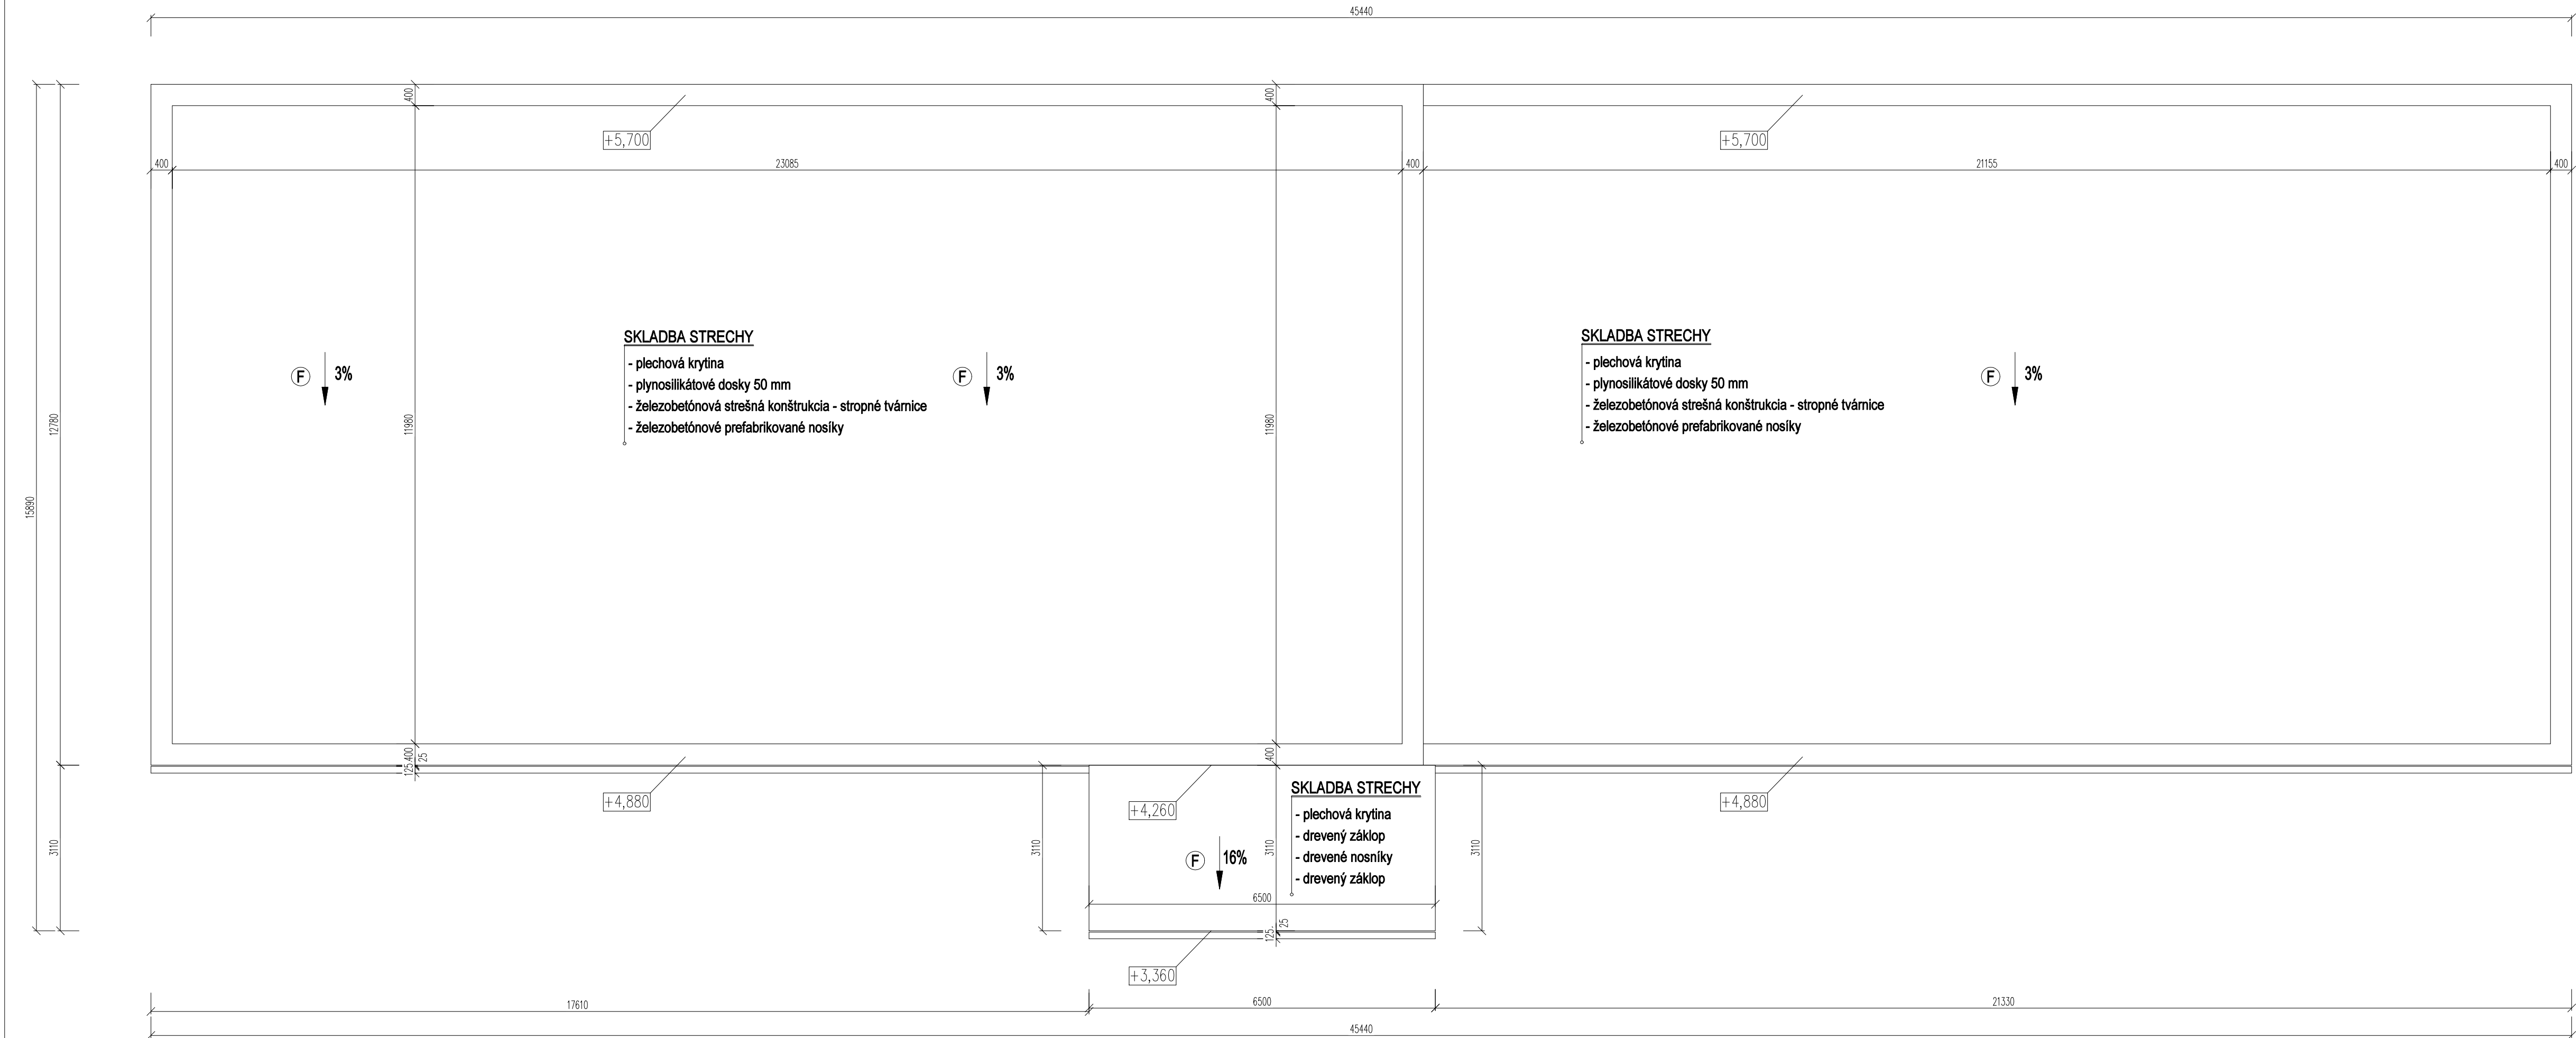 45440
400
400
+5,700
+5,700
400
23085
400
21155
400
SKLADBA STRECHY
- plechová krytina
- plynosilikátové dosky 50 mm
- železobetónová strešná konštrukcia - stropné tvárnice
- železobetónové prefabrikované nosíky
SKLADBA STRECHY
- plechová krytina
- plynosilikátové dosky 50 mm
- železobetónová strešná konštrukcia - stropné tvárnice
- železobetónové prefabrikované nosíky
F 3%
F 3%
F 3%
12780
11980
11980
15890
400
25
125
400
+4,880
+4,260
+4,880
SKLADBA STRECHY
- plechová krytina
- drevený záklop
- drevené nosníky
- drevený záklop
3110
3110
3110
3110
F 16%
6500
25
125
+3,360
17610
6500
21330
45440